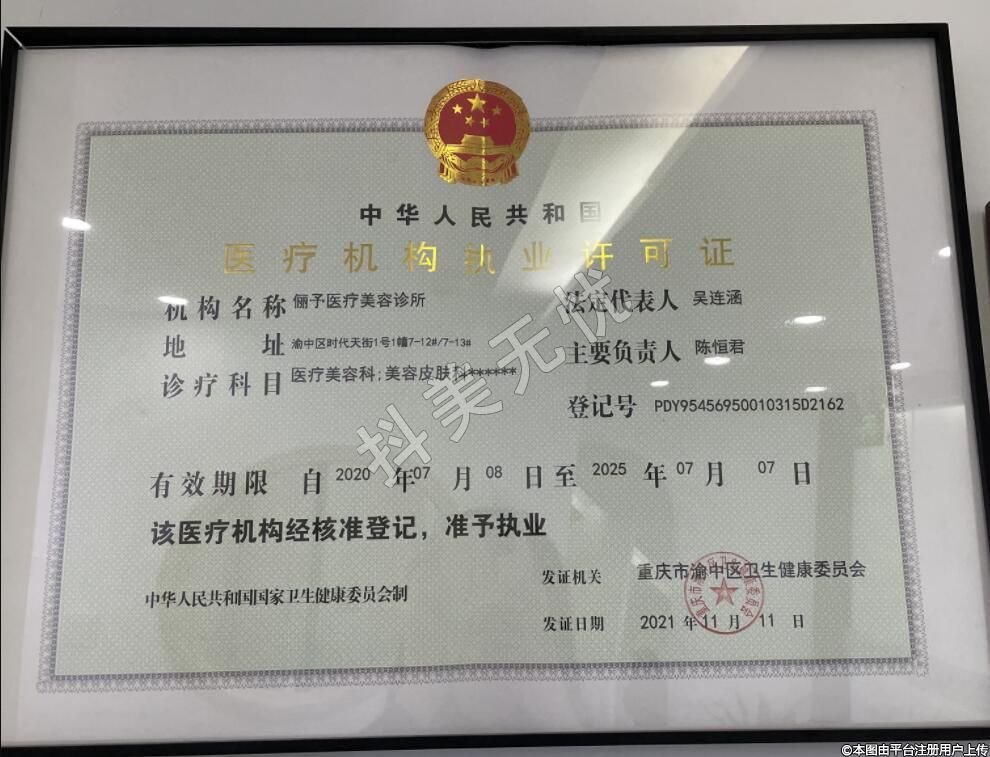 中华人民共和国
医疗机构执业许可证
机构名称 俪予医疗美容诊所
法定代表人 吴连涵
地 址 渝中区时代天街1号1幢7-12#/7-13#
主要负责人 陈恒君
诊疗科目 医疗美容科;美容皮肤科******
登记号 PDY95456950010315D2162
有效期限 自 2020 年 07 月 08 日至 2025 年 07 月 07 日
该医疗机构经核准登记，准予执业
发证机关 重庆市渝中区卫生健康委员会
中华人民共和国国家卫生健康委员会制
发证日期 2021 年 11 月 11 日
抖美无忧
©本图由平台注册用户上传